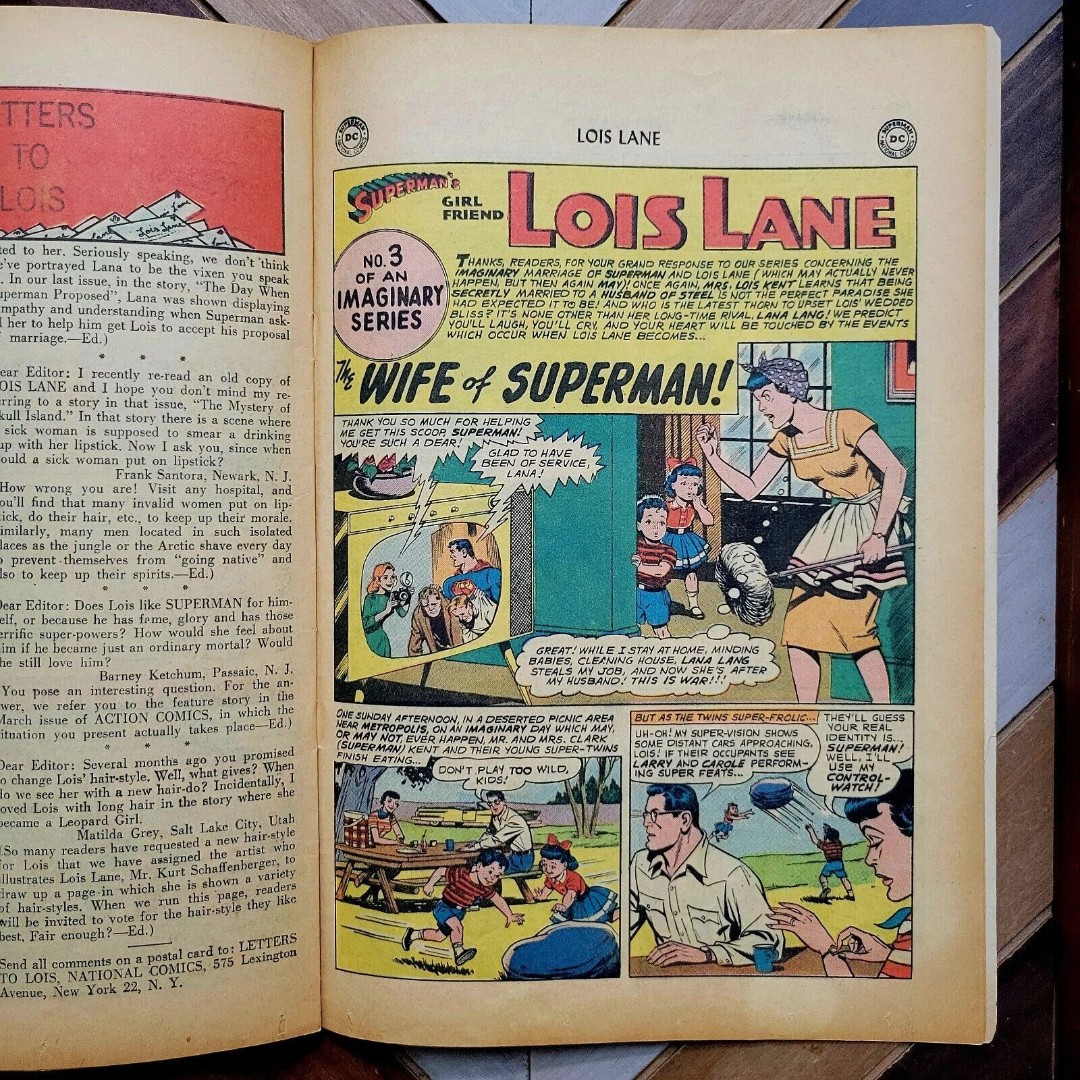 TTERS
TO
LOIS
Lois Lane
ted to her. Seriously speaking, we don't think
e've portrayed Lana to be the vixen you speak
. In our last issue, in the story, "The Day When
uperman Proposed", Lana was shown displaying
mpathy and understanding when Superman ask-
d her to help him get Lois to accept his proposal
f marriage.—Ed.)
* * *
ear Editor: I recently re-read an old copy of
OIS LANE and I hope you don't mind my re-
erring to a story in that issue, "The Mystery of
kull Island." In that story there is a scene where
sick woman is supposed to smear a drinking
up with her lipstick. Now I ask you, since when
ould a sick woman put on lipstick?
Frank Santora, Newark, N. J.
How wrong you are! Visit any hospital, and
ou'll find that many invalid women put on lip-
tick, do their hair, etc., to keep up their morale.
imilarly, many men located in such isolated
laces as the jungle or the Arctic shave every day
o prevent themselves from "going native" and
lso to keep up their spirits.—Ed.)
* * *
Dear Editor: Does Lois like SUPERMAN for him-
elf, or because he has fame, glory and has those
errific super-powers? How would she feel about
im if he became just an ordinary mortal? Would
he still love him?
Barney Ketchum, Passaic, N. J.
You pose an interesting question. For the an-
wer, we refer you to the feature story in the
March issue of ACTION COMICS, in which the
ituation you present actually takes place—Ed.)
* * *
Dear Editor: Several months ago you promised
o change Lois' hair-style. Well, what gives? When
do we see her with a new hair-do? Incidentally, I
oved Lois with long hair in the story where she
became a Leopard Girl.
Matilda Grey, Salt Lake City, Utah
(So many readers have requested a new hair-style
for Lois that we have assigned the artist who
illustrates Lois Lane, Mr. Kurt Schaffenberger, to
draw up a page in which she is shown a variety
of hair-styles. When we run this page, readers
will be invited to vote for the hair-style they like
best. Fair enough?—Ed.)
Send all comments on a postal card to: LETTERS
TO LOIS, NATIONAL COMICS, 575 Lexington
Avenue, New York 22, N. Y.
SUPERMAN DC NATIONAL COMICS
LOIS LANE
SUPERMAN DC NATIONAL COMICS
SUPERMAN'S
GIRL
FRIEND
LOIS LANE
NO. 3
OF AN
IMAGINARY
SERIES
THANKS, READERS, FOR YOUR GRAND RESPONSE TO OUR SERIES CONCERNING THE
IMAGINARY MARRIAGE OF SUPERMAN AND LOIS LANE (WHICH MAY ACTUALLY NEVER
HAPPEN, BUT THEN AGAIN MAY)! ONCE AGAIN, MRS. LOIS KENT LEARNS THAT BEING
SECRETLY MARRIED TO A HUSBAND OF STEEL IS NOT THE PERFECT PARADISE SHE
HAD EXPECTED IT TO BE! AND WHO IS THE LATEST THORN TO UPSET LOIS' WEDDED
BLISS? IT'S NONE OTHER THAN HER LONG-TIME RIVAL, LANA LANG! WE PREDICT
YOU'LL LAUGH, YOU'LL CRY, AND YOUR HEART WILL BE TOUCHED BY THE EVENTS
WHICH OCCUR WHEN LOIS LANE BECOMES...
The WIFE of SUPERMAN!
THANK YOU SO MUCH FOR HELPING
ME GET THIS SCOOP, SUPERMAN!
YOU'RE SUCH A DEAR!
GLAD TO HAVE
BEEN OF SERVICE,
LANA!
GREAT! WHILE I STAY AT HOME, MINDING
BABIES, CLEANING HOUSE, LANA LANG
STEALS MY JOB, AND NOW SHE'S AFTER
MY HUSBAND! THIS IS WAR!!!
ONE SUNDAY AFTERNOON, IN A DESERTED PICNIC AREA
NEAR METROPOLIS, ON AN IMAGINARY DAY WHICH MAY,
OR MAY NOT EVER HAPPEN, MR. AND MRS. CLARK
(SUPERMAN) KENT AND THEIR YOUNG SUPER-TWINS
FINISH EATING...
DON'T PLAY TOO WILD,
KIDS!
BUT AS THE TWINS SUPER-FROLIC...
UH-OH! MY SUPER-VISION SHOWS
SOME DISTANT CARS APPROACHING,
LOIS! IF THEIR OCCUPANTS SEE
LARRY AND CAROLE PERFORM-
ING SUPER FEATS...
THEY'LL GUESS
YOUR REAL
IDENTITY IS...
SUPERMAN!
WELL, I'LL
USE MY
CONTROL-
WATCH!